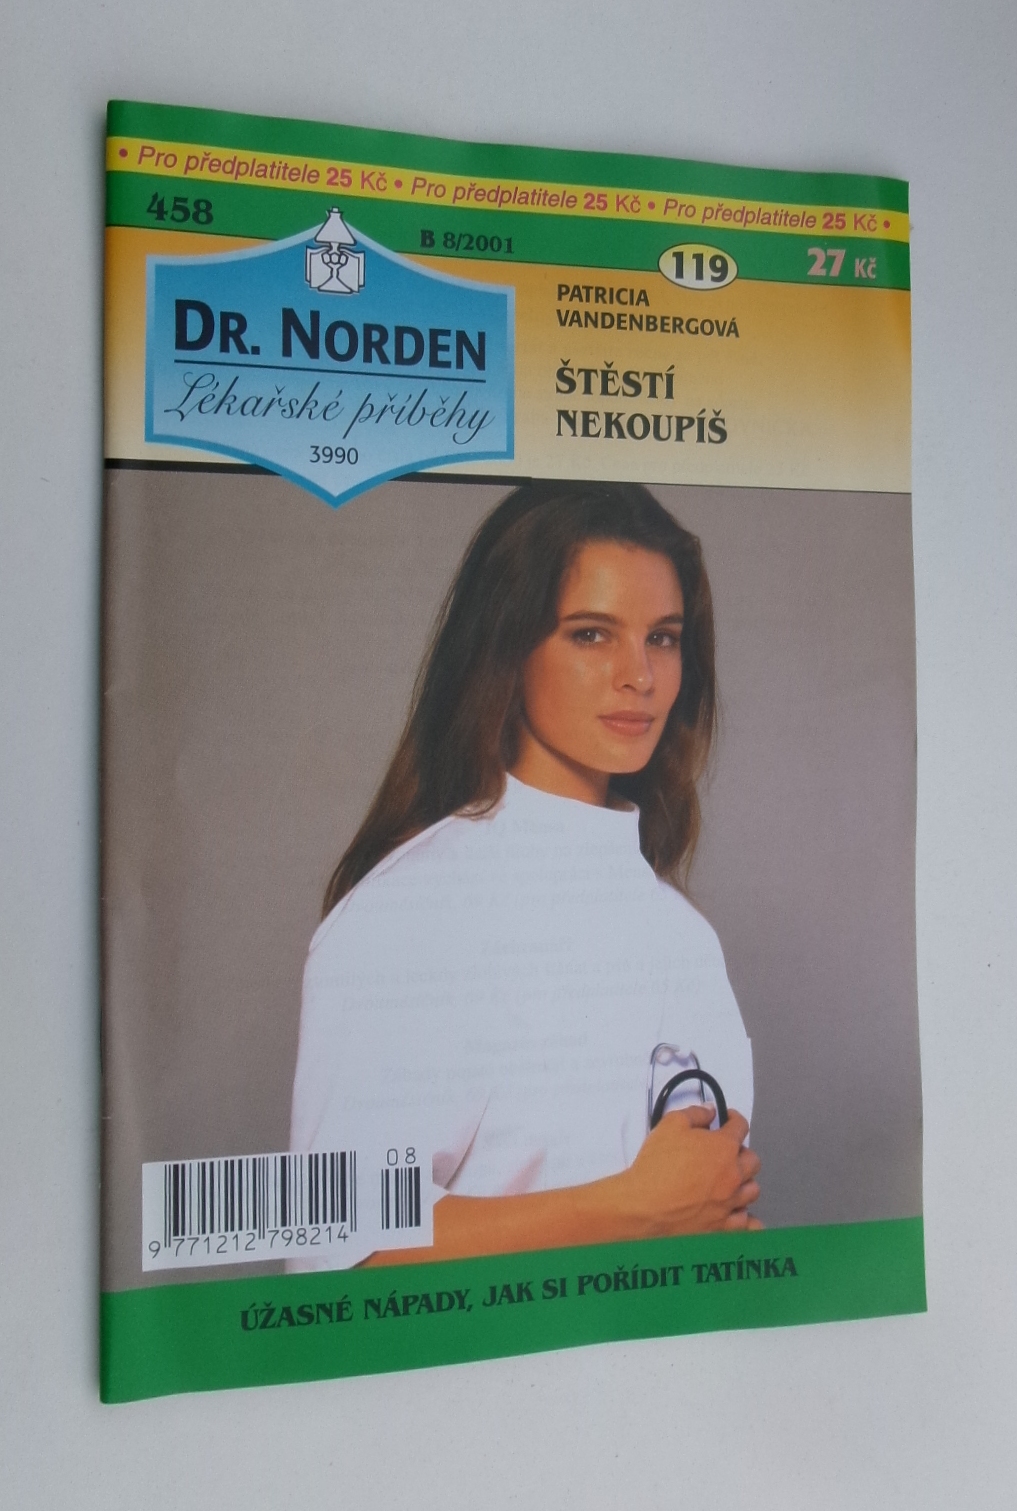 • Pro předplatitele 25 Kč • Pro předplatitele 25 Kč • Pro předplatitele 25 Kč •
458
B 8/2001
119
27 Kč
DR. NORDEN
Lékařské příběhy
3990
PATRICIA
VANDENBERGOVÁ
ŠTĚSTÍ
NEKOUPÍŠ
08
9 771212 798214
ÚŽASNÉ NÁPADY, JAK SI POŘÍDIT TATÍNKA